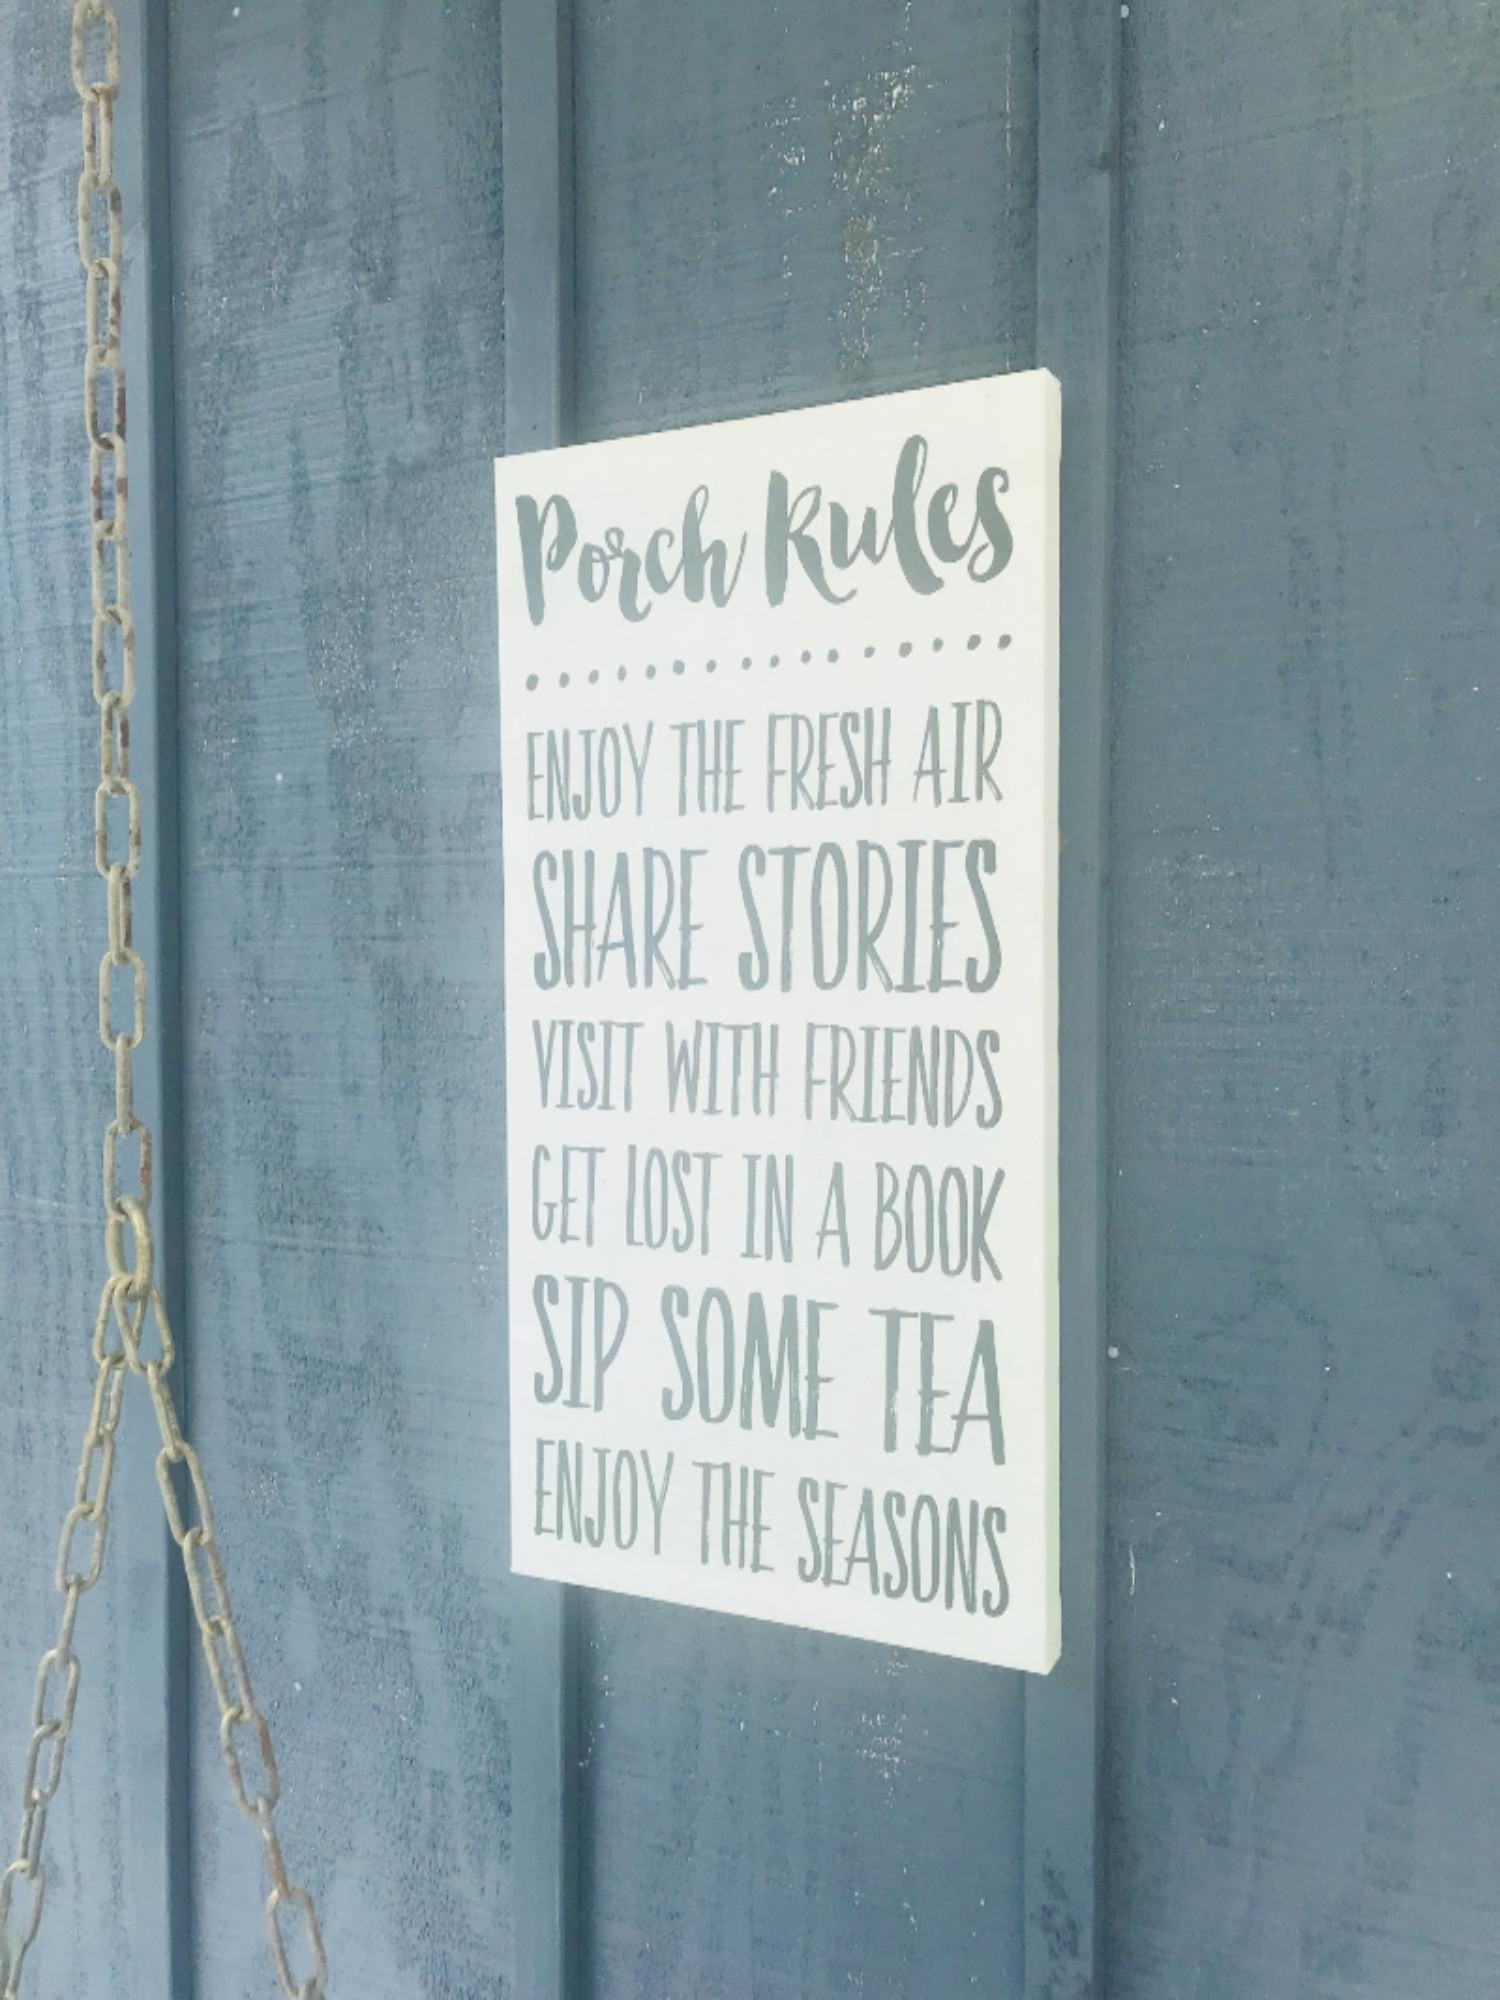 Porch Rules
ENJOY THE FRESH AIR
SHARE STORIES
VISIT WITH FRIENDS
GET LOST IN A BOOK
SIP SOME TEA
ENJOY THE SEASONS